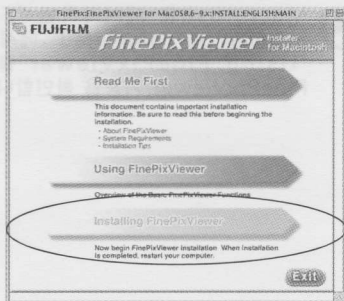 FinePix:FinePixViewer for MacOS8.6-9.x:INSTALL:ENGLISH:MAIN
FUJIFILM
FinePixViewer Installer
for Macintosh
Read Me First
This document contains important installation
information. Be sure to read this before beginning the
installation.
- About FinePixViewer
- System Requirements
- Installation Tips
Using FinePixViewer
Overview of the Basic FinePixViewer Functions
Installing FinePixViewer
Now begin FinePixViewer Installation. When installation
is completed, restart your computer.
Exit